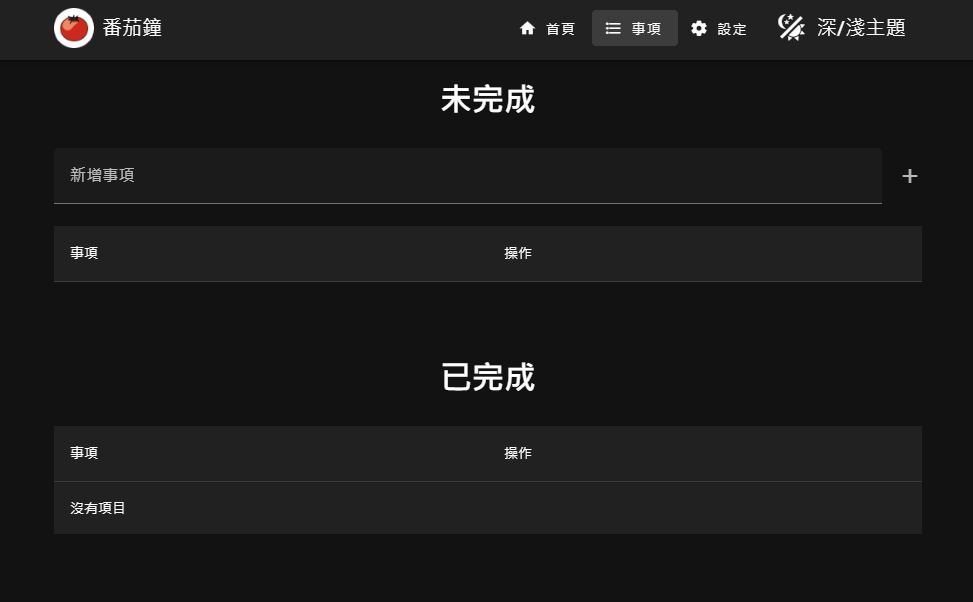 番茄鐘
首頁
事項
設定
深/淺主題
未完成
新增事項
事項 操作
已完成
事項 操作
沒有項目